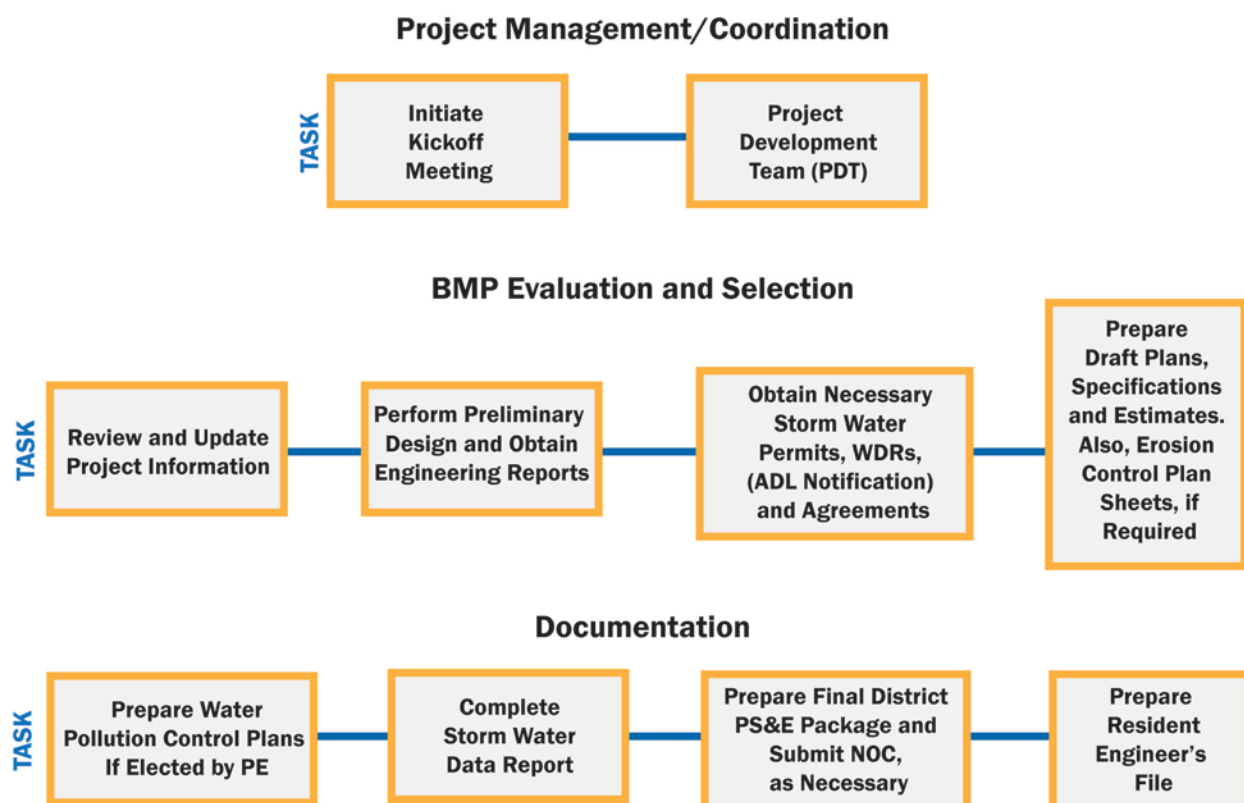 Project Management/Coordination
TASK
Initiate
Kickoff
Meeting
Project
Development
Team (PDT)
BMP Evaluation and Selection
TASK
Review and Update
Project Information
Perform Preliminary
Design and Obtain
Engineering Reports
Obtain Necessary
Storm Water
Permits, WDRs,
(ADL Notification)
and Agreements
Prepare
Draft Plans,
Specifications
and Estimates.
Also, Erosion
Control Plan
Sheets, if
Required
Documentation
TASK
Prepare Water
Pollution Control Plans
If Elected by PE
Complete
Storm Water
Data Report
Prepare Final District
PS&E Package and
Submit NOC,
as Necessary
Prepare
Resident
Engineer’s
File